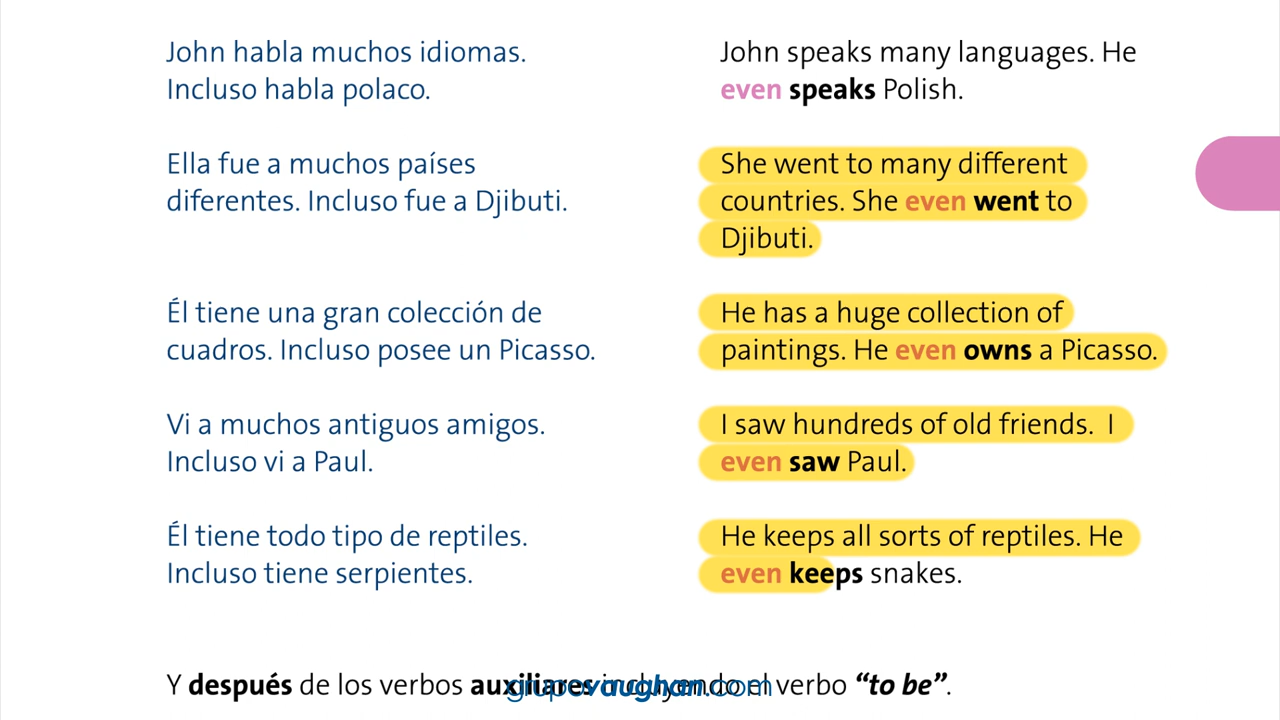 John habla muchos idiomas.
Incluso habla polaco.
John speaks many languages. He
even speaks Polish.
Ella fue a muchos países
diferentes. Incluso fue a Djibuti.
She went to many different
countries. She even went to
Djibuti.
Él tiene una gran colección de
cuadros. Incluso posee un Picasso.
He has a huge collection of
paintings. He even owns a Picasso.
Vi a muchos antiguos amigos.
Incluso vi a Paul.
I saw hundreds of old friends. I
even saw Paul.
Él tiene todo tipo de reptiles.
Incluso tiene serpientes.
He keeps all sorts of reptiles. He
even keeps snakes.
Y después de los verbos auxiliares incluyendo el verbo “to be”.
grupovaughan.com